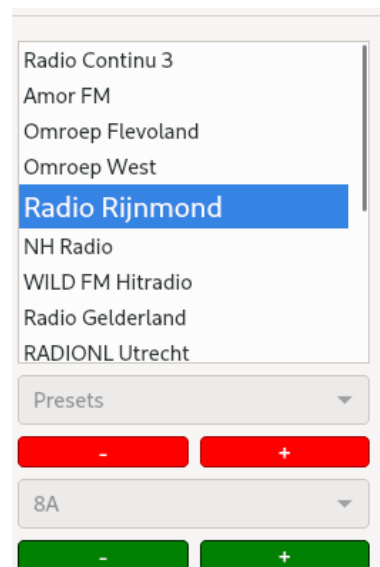 Radio Continu 3
Amor FM
Omroep Flevoland
Omroep West
Radio Rijnmond
NH Radio
WILD FM Hitradio
Radio Gelderland
RADIONL Utrecht
Presets
- +
8A
- +